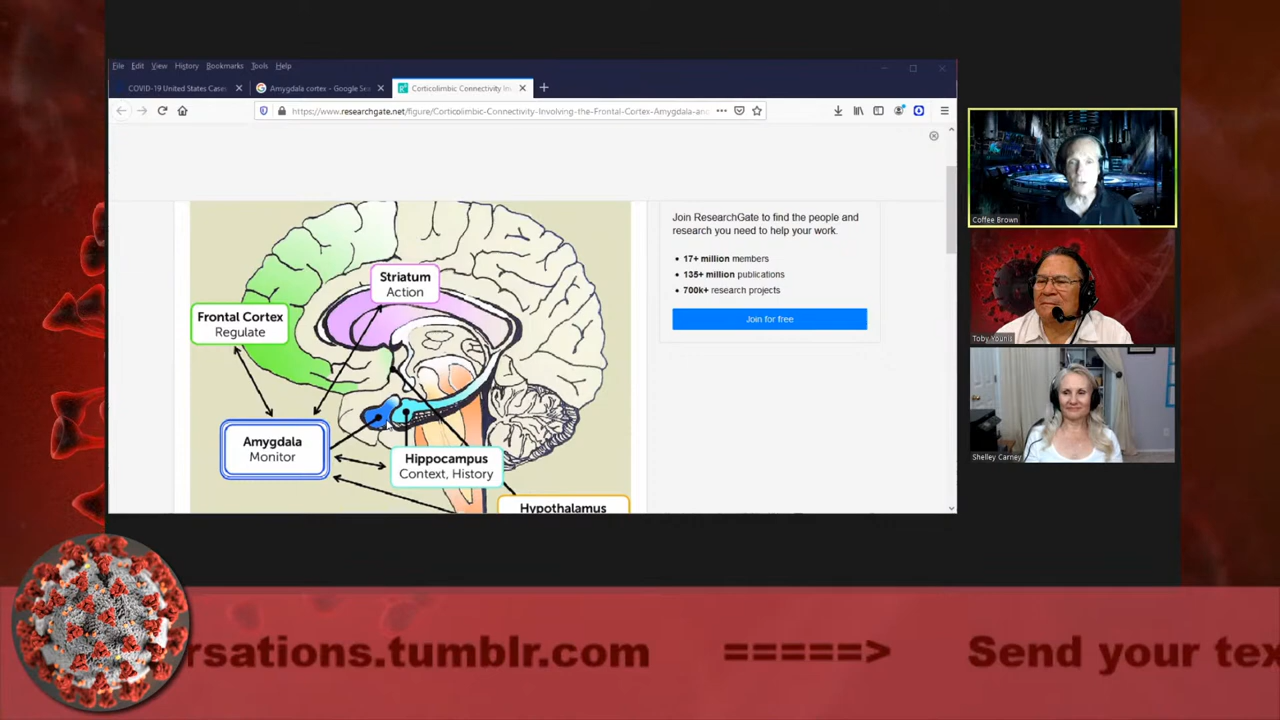 File Edit View History Bookmarks Tools Help
COVID-19 United States Cases
Amygdala cortex - Google Sea
Corticolimbic Connectivity In
https://www.researchgate.net/figure/Corticolimbic-Connectivity-Involving-the-Frontal-Cortex-Amygdala-and
Join ResearchGate to find the people and
research you need to help your work.
17+ million members
135+ million publications
700k+ research projects
Join for free
Striatum
Action
Frontal Cortex
Regulate
Amygdala
Monitor
Hippocampus
Context, History
Hypothalamus
Coffee Brown
Toby Younis
Shelley Carney
rsations.tumblr.com =====> Send your tex